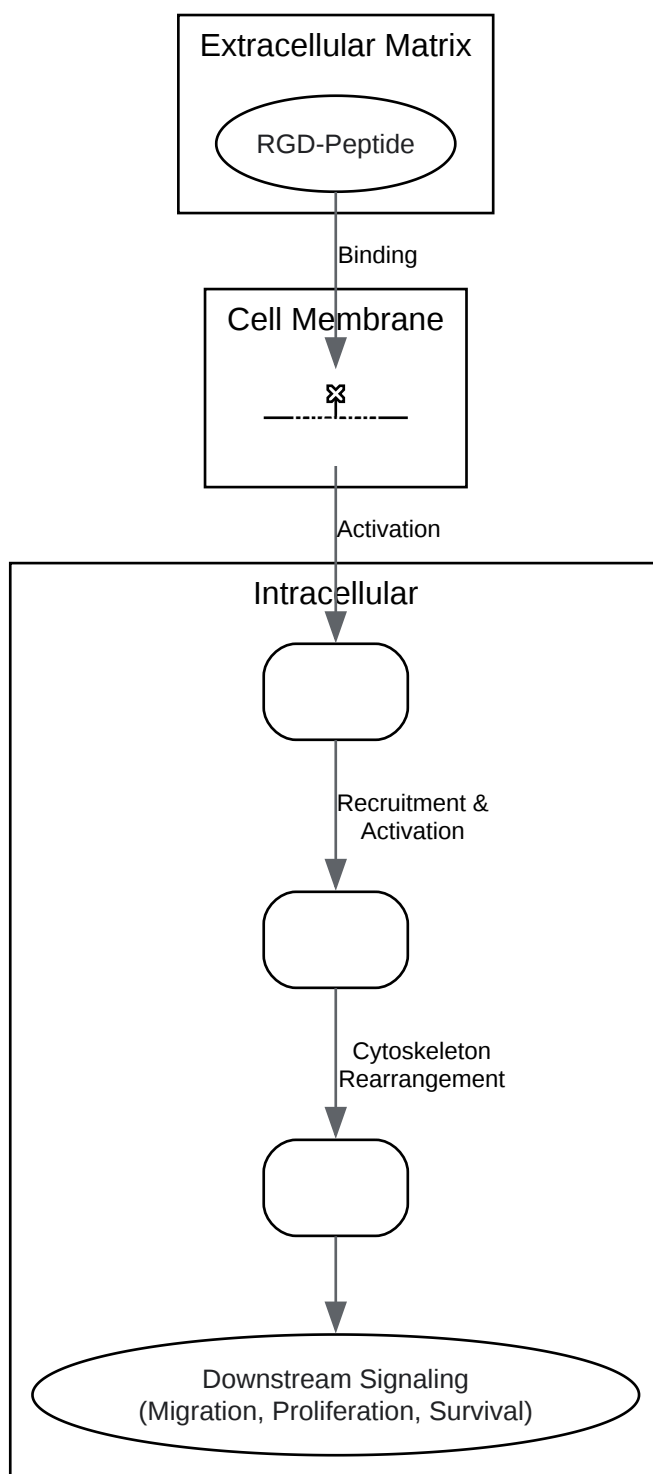 Extracellular Matrix
RGD-Peptide
Binding
Cell Membrane
Activation
Intracellular
Recruitment &
Activation
Cytoskeleton
Rearrangement
Downstream Signaling
(Migration, Proliferation, Survival)